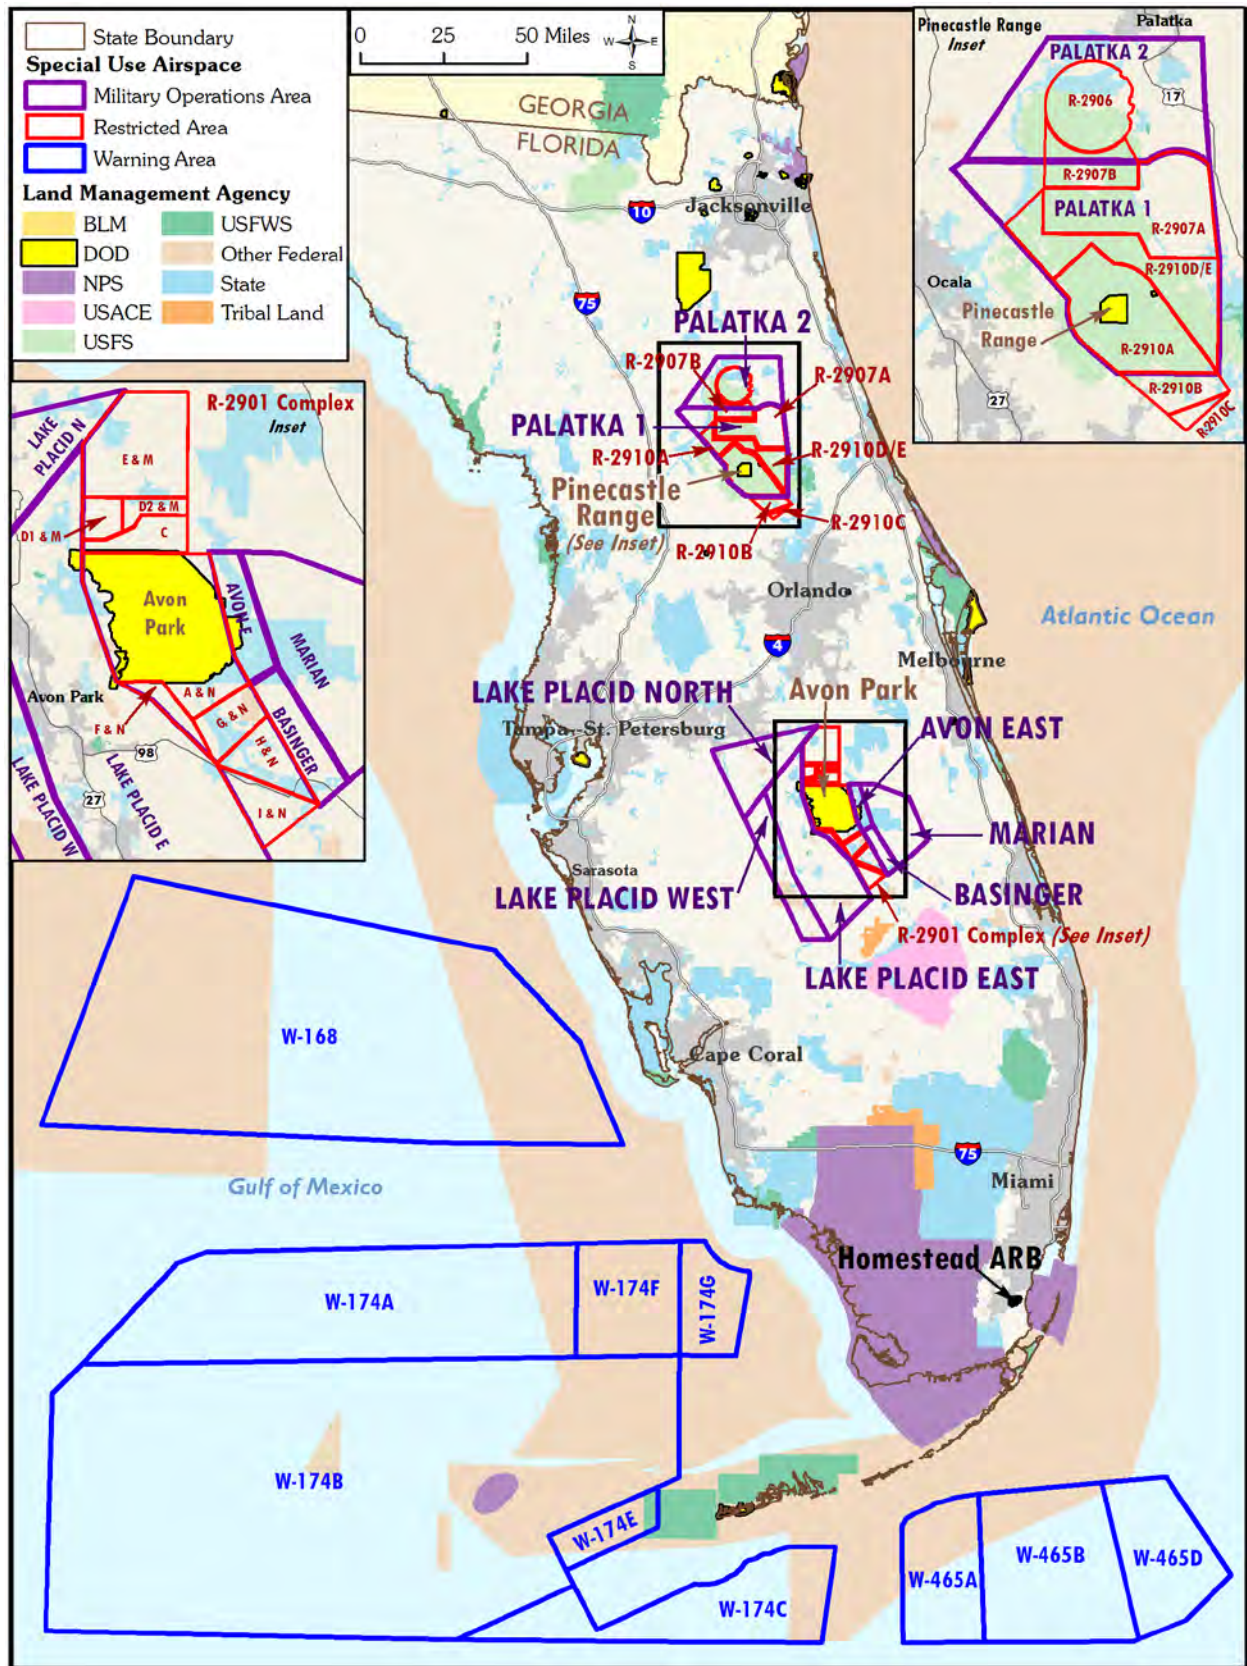 State Boundary
Special Use Airspace
Military Operations Area
Restricted Area
Warning Area
Land Management Agency
BLM
USFWS
DOD
Other Federal
NPS
State
USACE
Tribal Land
USFS
0 25 50 Miles
N
W E
S
GEORGIA
FLORIDA
10
Jacksonville
75
PALATKA 2
R-2907B
R-2907A
PALATKA 1
R-2910A
R-2910D/E
Pinecastle
Range
(See Inset)
R-2910C
R-2910B
Orlando
4
Atlantic Ocean
Melbourne
LAKE PLACID NORTH
Avon Park
Tampa-St. Petersburg
AVON EAST
MARIAN
Sarasota
LAKE PLACID WEST
BASINGER
R-2901 Complex (See Inset)
LAKE PLACID EAST
W-168
Cape Coral
75
Miami
Gulf of Mexico
Homestead ARB
W-174A
W-174F
W-174G
W-174B
W-174E
W-174C
W-465A
W-465B
W-465D
Pinecastle Range
Inset
Palatka
PALATKA 2
R-2906
17
R-2907B
PALATKA 1
R-2907A
R-2910D/E
Ocala
Pinecastle
Range
R-2910A
R-2910B
27
R-2910C
R-2901 Complex
Inset
LAKE
PLACID N
E & M
D2 & M
D1 & M
C
Avon
Park
AVON E
MARIAN
Avon Park
A & N
F & N
G & N
H & N
BASINGER
98
LAKE PLACID E
27
LAKE PLACID W
I & N